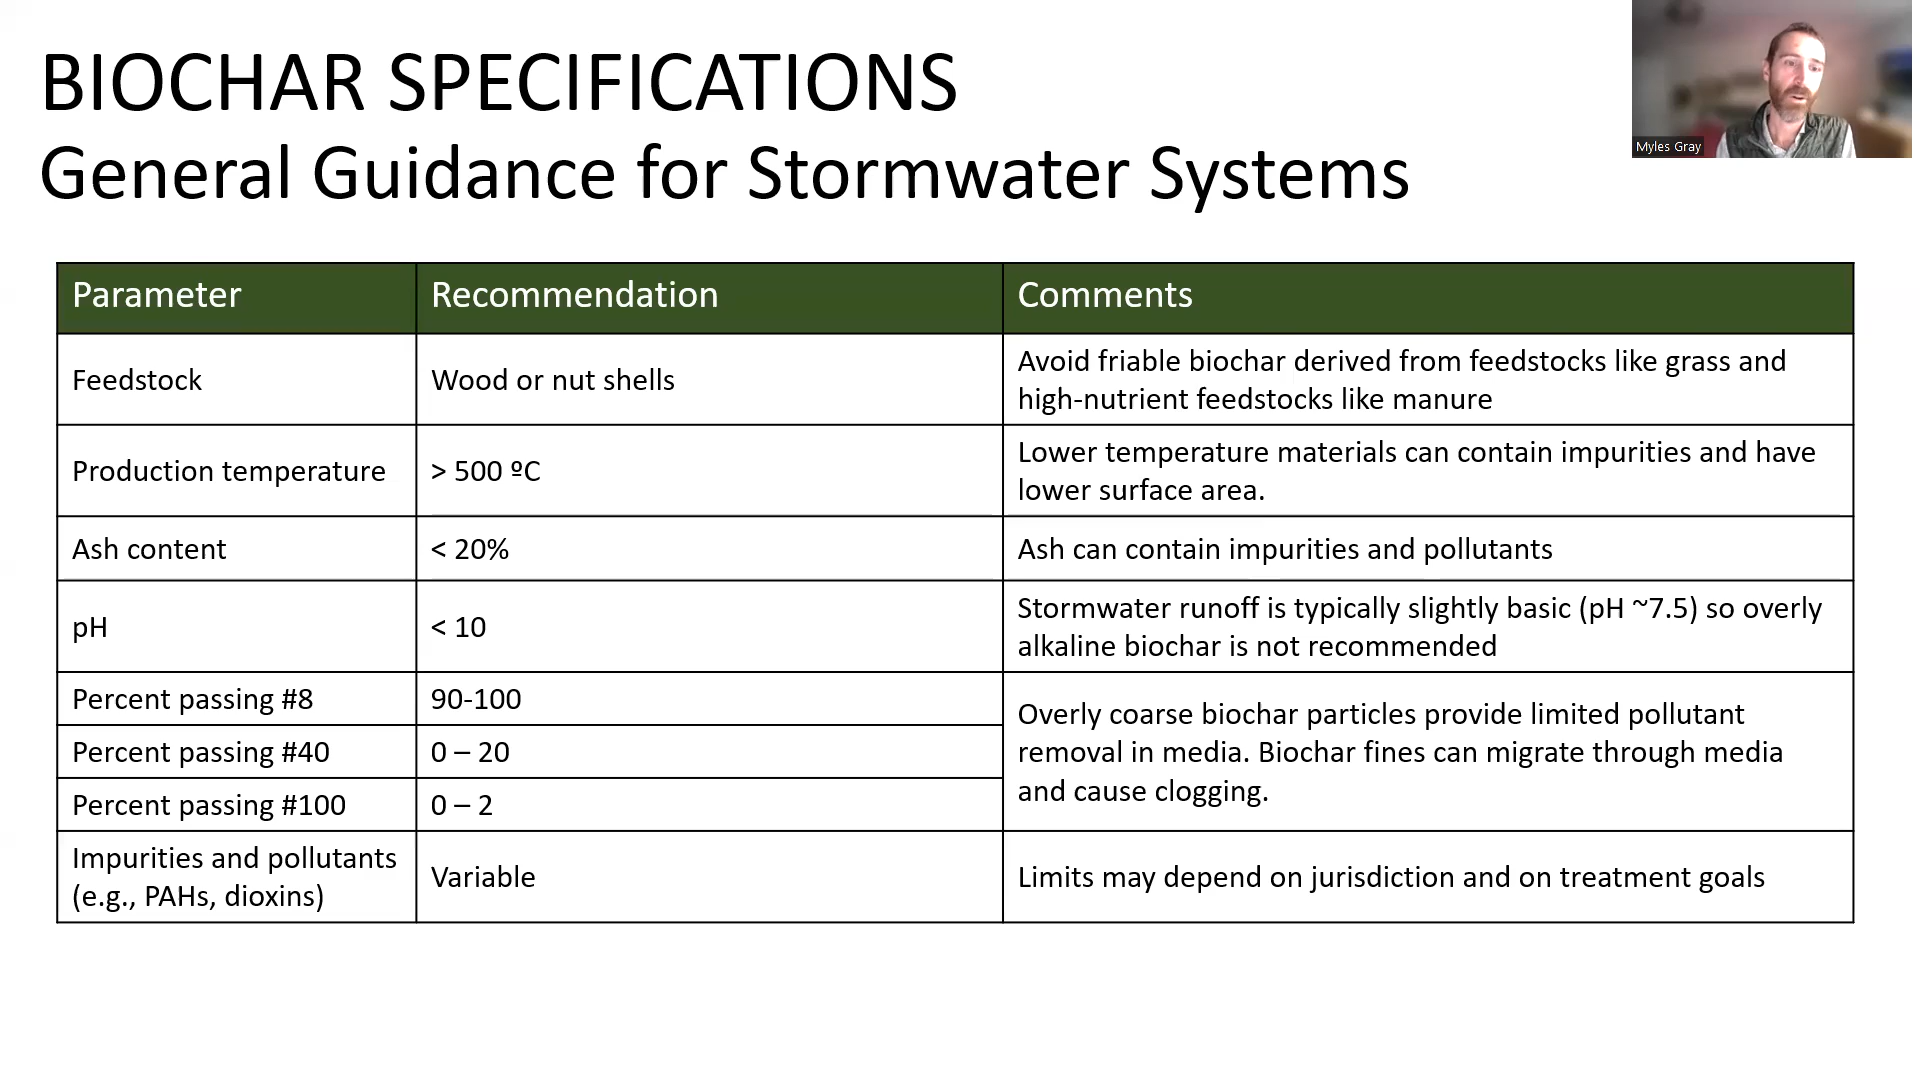 BIOCHAR SPECIFICATIONS
General Guidance for Stormwater Systems
Myles Gray
Parameter
Recommendation
Comments
Feedstock
Wood or nut shells
Avoid friable biochar derived from feedstocks like grass and
high-nutrient feedstocks like manure
Production temperature
> 500 ºC
Lower temperature materials can contain impurities and have
lower surface area.
Ash content
< 20%
Ash can contain impurities and pollutants
pH
< 10
Stormwater runoff is typically slightly basic (pH ~7.5) so overly
alkaline biochar is not recommended
Percent passing #8
90-100
Percent passing #40
0 – 20
Percent passing #100
0 – 2
Overly coarse biochar particles provide limited pollutant
removal in media. Biochar fines can migrate through media
and cause clogging.
Impurities and pollutants
(e.g., PAHs, dioxins)
Variable
Limits may depend on jurisdiction and on treatment goals